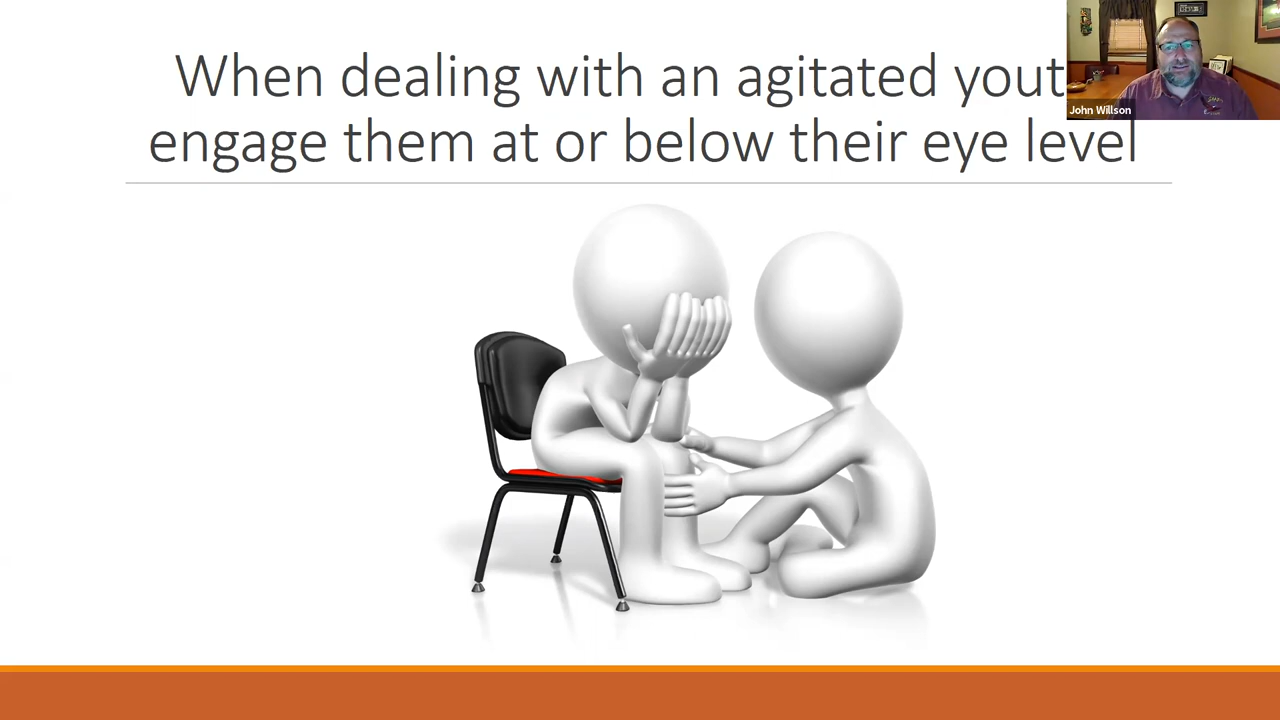 When dealing with an agitated yout
engage them at or below their eye level
John Willson